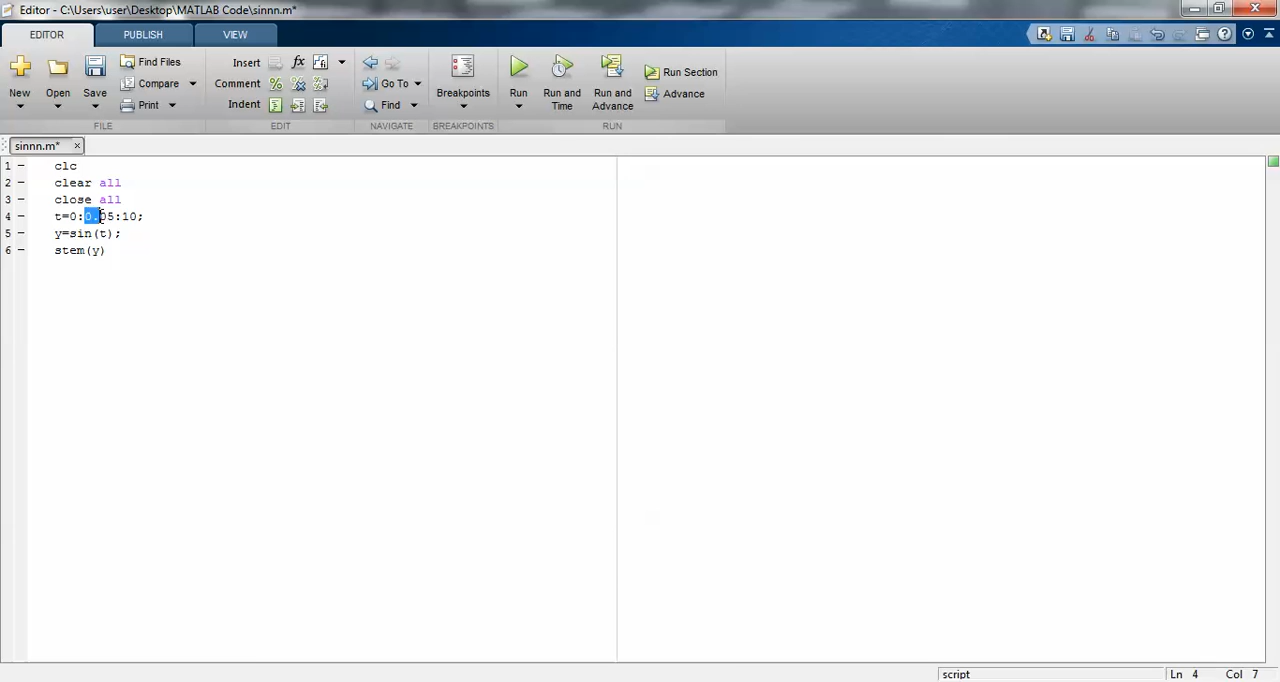 Editor - C:\Users\user\Desktop\MATLAB Code\sinnn.m*
EDITOR PUBLISH VIEW
New Open Save Find Files Compare Print
Insert fx
Comment % %
Indent
Go To Find
Breakpoints
Run Run and Time Run and Advance Run Section Advance
FILE EDIT NAVIGATE BREAKPOINTS RUN
sinnn.m* ×
1 – clc
2 – clear all
3 – close all
4 – t=0:0.05:10;
5 – y=sin(t);
6 – stem(y)
script Ln 4 Col 7